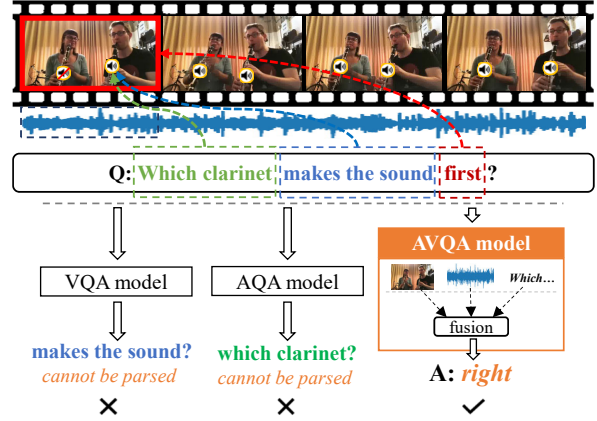 Q: Which clarinet makes the sound first ?
AVQA model
Which...
VQA model
AQA model
fusion
makes the sound?
which clarinet?
cannot be parsed
cannot be parsed
A: right